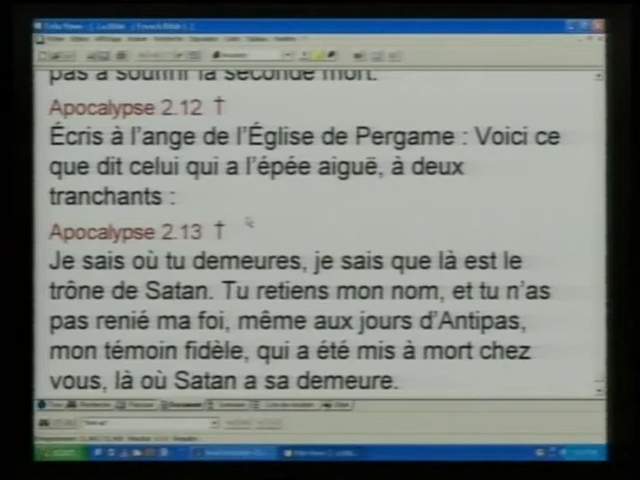 pas à souffrir la seconde mort.
Apocalypse 2.12 †
Écris à l’ange de l’Église de Pergame : Voici ce
que dit celui qui a l’épée aiguë, à deux
tranchants :
Apocalypse 2.13 †
Je sais où tu demeures, je sais que là est le
trône de Satan. Tu retiens mon nom, et tu n’as
pas renié ma foi, même aux jours d’Antipas,
mon témoin fidèle, qui a été mis à mort chez
vous, là où Satan a sa demeure.